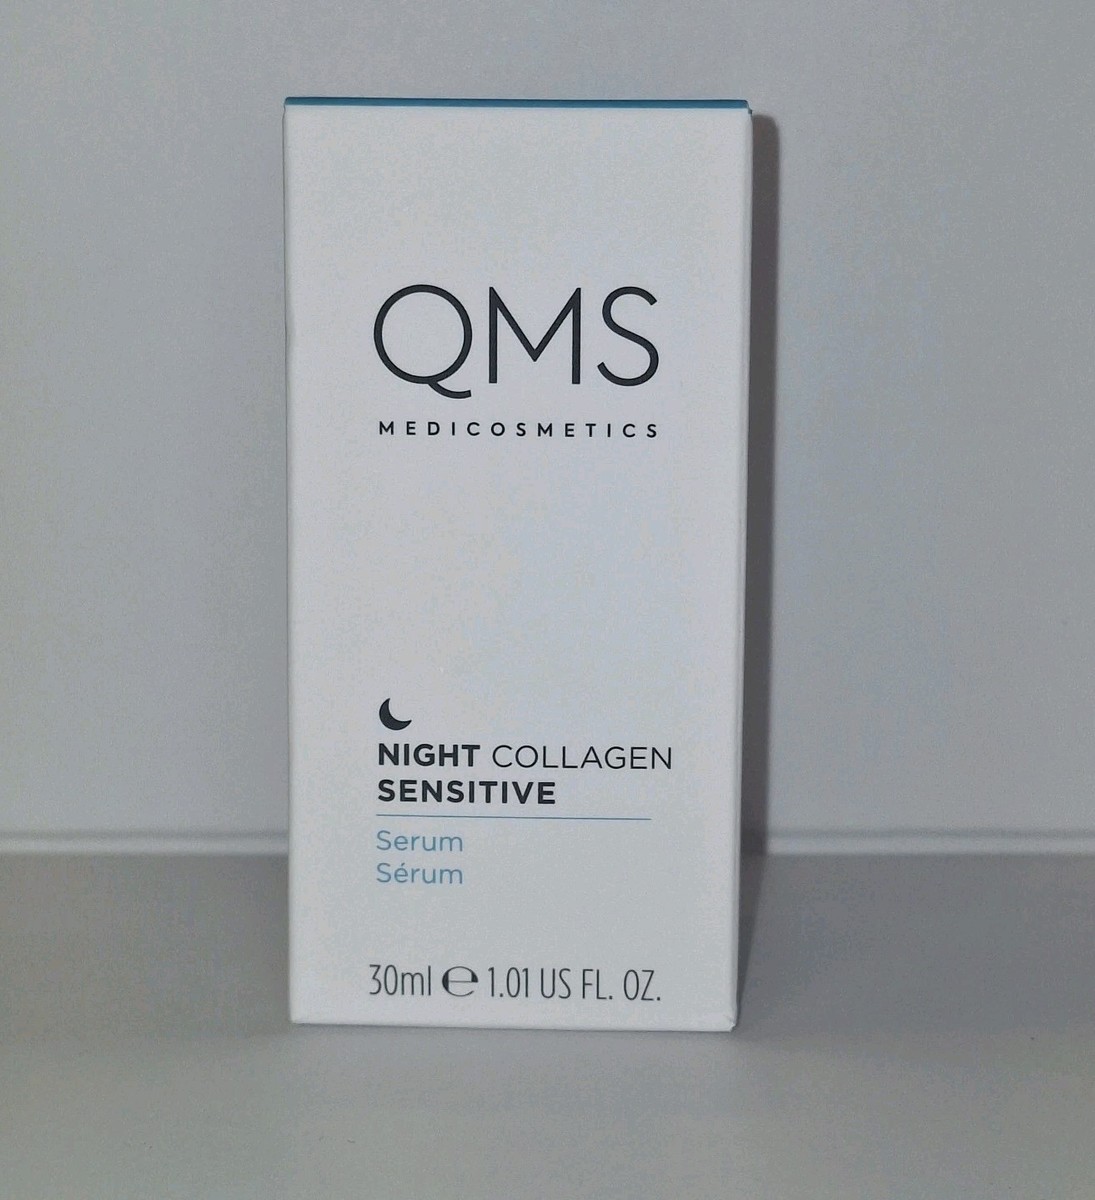 QMS
MEDICOSMETICS
NIGHT COLLAGEN
SENSITIVE
Serum
Sérum
30ml ℮ 1.01 US FL. OZ.